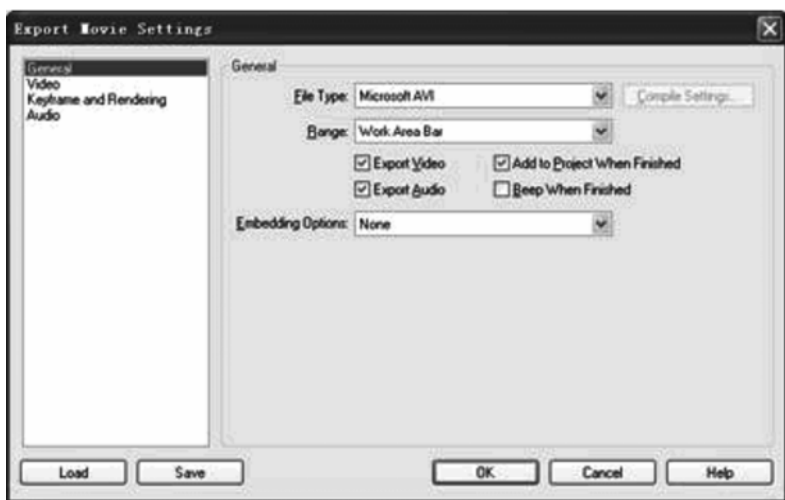 Export Movie Settings
General
Video
Keyframe and Rendering
Audio
General
File Type: Microsoft AVI
Compile Settings...
Range: Work Area Bar
Export Video
Add to Project When Finished
Export Audio
Beep When Finished
Embedding Options: None
Load
Save
OK
Cancel
Help